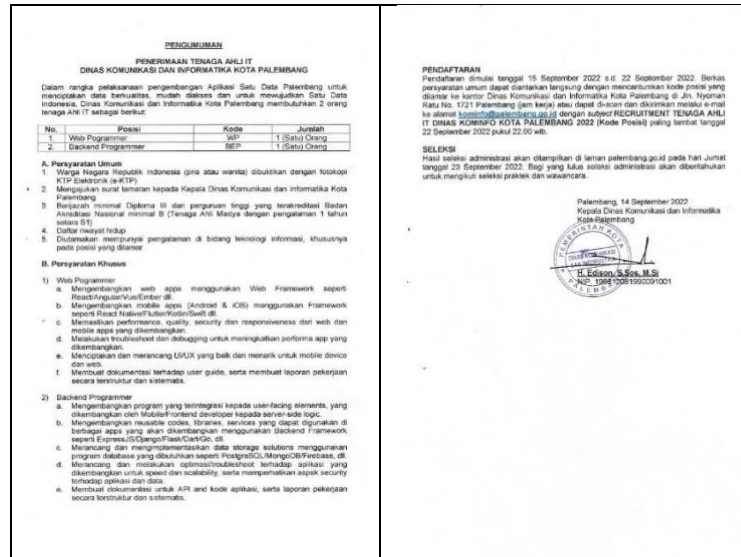 PENGUMUMAN
PENERIMAAN TENAGA AHLI IT
DINAS KOMUNIKASI DAN INFORMATIKA KOTA PALEMBANG
Dalam rangka pelaksanaan pengembangan Aplikasi Satu Data Palembang untuk
menciptakan data berkualitas, mudah diakses dan untuk mewujudkan Satu Data
Indonesia, Dinas Komunikasi dan Informatika Kota Palembang membutuhkan 2 orang
tenaga Ahli IT sebagai berikut:
No. Posisi Kode Jumlah
1. Web Pogrammer WP 1 (Satu) Orang
2. Backend Programmer BEP 1 (Satu) Orang
A. Persyaratan Umum
1. Warga Negara Republik Indonesia (pria atau wanita) dibuktikan dengan fotokopi
KTP Elektronik (e-KTP)
2. Mengajukan surat lamaran kepada Kepala Dinas Komunikasi dan Informatika Kota
Palembang
3. Berijazah minimal Diploma III dari perguruan tinggi yang terakreditasi Badan
Akreditasi Nasional minimal B (Tenaga Ahli Madya dengan pengalaman 1 tahun
setara S1)
4. Daftar riwayat hidup
5. Diutamakan mempunyai pengalaman di bidang teknologi informasi, khususnya
pada posisi yang dilamar
B. Persyaratan Khusus
1) Web Pogrammer
a. Mengembangkan web apps menggunakan Web Framework seperti
React/Angular/Vue/Ember dll.
b. Mengembangkan mobile apps (Android & iOS) menggunakan Framework
seperti React Native/Flutter/Kotlin/Swift dll.
c. Memastikan performance, quality, security dan responsiveness dari web dan
mobile apps yang dikembangkan.
d. Melakukan troubleshoot dan debugging untuk meningkatkan performa app yang
dikembangkan.
e. Menciptakan dan merancang UI/UX yang baik dan menarik untuk mobile device
dan web.
f. Membuat dokumentasi terhadap user guide, serta membuat laporan pekerjaan
secara terstruktur dan sistematis.
2) Backend Programmer
a. Mengembangkan program yang terintegrasi kepada user-facing elements, yang
dikembangkan oleh Mobile/Frontend developer kepada server-side logic.
b. Mengembangkan reusable codes, libraries, services yang dapat digunakan di
berbagai apps yang akan dikembangkan menggunakan Backend Framework
seperti ExpressJS/Django/Flask/Dart/Go, dll.
c. Merancang dan mengimplementasikan data storage solutions menggunakan
program database yang dibutuhkan seperti PostgreSQL/MongoDB/Firebase, dll.
d. Merancang dan melakukan optimasi/troubleshoot terhadap aplikasi yang
dikembangkan untuk speed dan scalability, serta memperhatikan aspek security
terhadap aplikasi dan data.
e. Membuat dokumentasi untuk API and kode aplikasi, serta laporan pekerjaan
secara terstruktur dan sistematis.
PENDAFTARAN
Pendaftaran dimulai tanggal 15 September 2022 s.d. 22 September 2022. Berkas
persyaratan umum dapat diantarkan langsung dengan mencantumkan kode posisi yang
dilamar ke kantor Dinas Komunikasi dan Informatika Kota Palembang di Jln. Nyoman
Ratu No. 1721 Palembang (jam kerja) atau dapat di-scan dan dikirimkan melalui e-mail
ke alamat kominfo@palembang.go.id dengan subject RECRUITMENT TENAGA AHLI
IT DINAS KOMINFO KOTA PALEMBANG 2022 (Kode Posisi) paling lambat tanggal
22 September 2022 pukul 22.00 wib.
SELEKSI
Hasil seleksi administrasi akan ditampilkan di laman palembang.go.id pada hari Jumat
tanggal 23 September 2022. Bagi yang lulus seleksi administrasi akan diberitahukan
untuk mengikuti seleksi praktek dan wawancara.
Palembang, 14 September 2022
Kepala Dinas Komunikasi dan Informatika
Kota Palembang
PEMERINTAH KOTA
DINAS KOMUNIKASI
DAN INFORMATIKA
PALEMBANG
H. Edison, S.Sos, M.Si